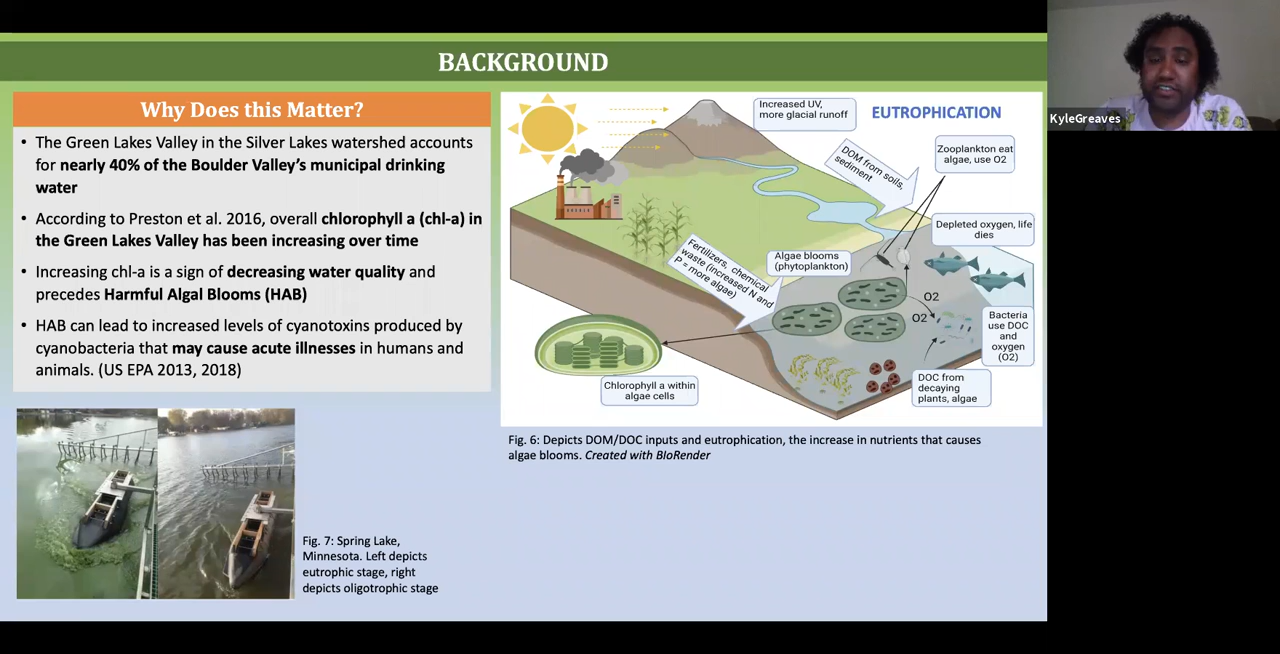 BACKGROUND
Why Does this Matter?
• The Green Lakes Valley in the Silver Lakes watershed accounts
for nearly 40% of the Boulder Valley's municipal drinking
water
• According to Preston et al. 2016, overall chlorophyll a (chl-a) in
the Green Lakes Valley has been increasing over time
• Increasing chl-a is a sign of decreasing water quality and
precedes Harmful Algal Blooms (HAB)
• HAB can lead to increased levels of cyanotoxins produced by
cyanobacteria that may cause acute illnesses in humans and
animals. (US EPA 2013, 2018)
Fig. 7: Spring Lake,
Minnesota. Left depicts
eutrophic stage, right
depicts oligotrophic stage
Increased UV,
more glacial runoff
EUTROPHICATION
DOM from soils,
sediment
Zooplankton eat
algae, use O2
Depleted oxygen, life
dies
Fertilizers, chemical
waste (increased N and
P = more algae)
Algae blooms
(phytoplankton)
O2
O2
Bacteria
use DOC
and
oxygen
(O2)
Chlorophyll a within
algae cells
DOC from
decaying
plants, algae
Fig. 6: Depicts DOM/DOC inputs and eutrophication, the increase in nutrients that causes
algae blooms. Created with BIoRender
KyleGreaves